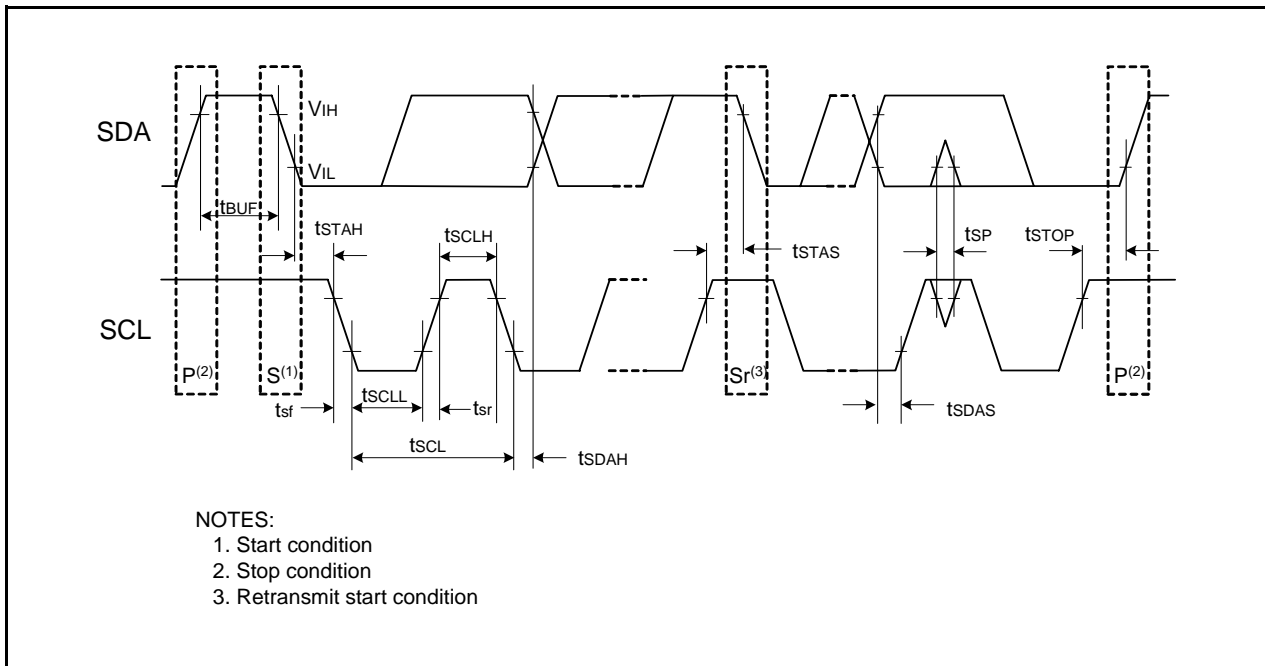 SDA
VIH
VIL
tBUF
tSTAH
tSCLH
tSTAS
tSP
tSTOP
SCL
P(2)
S(1)
Sr(3)
P(2)
tsf
tSCLL
tsr
tSDAS
tSCL
tSDAH
NOTES:
1. Start condition
2. Stop condition
3. Retransmit start condition